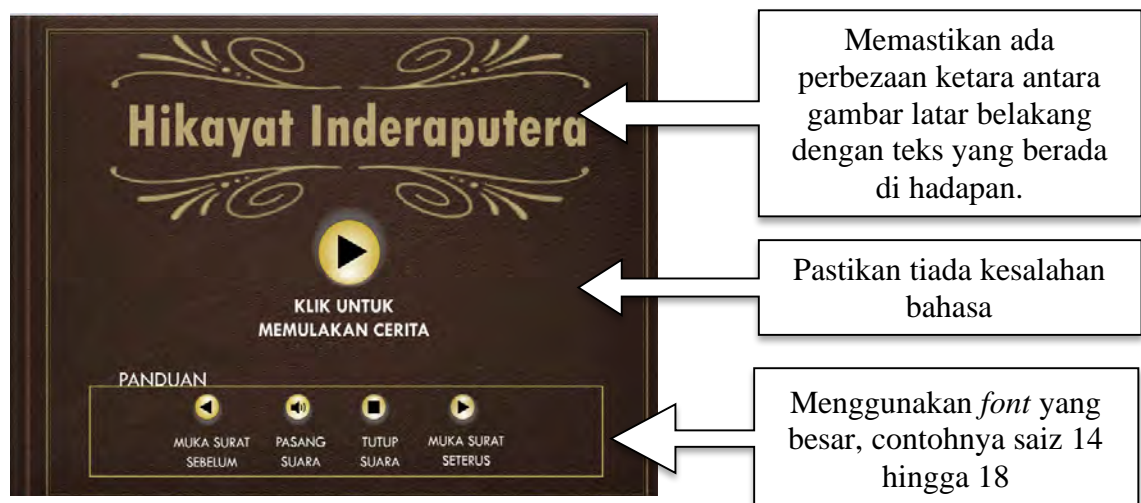 Hikayat Inderaputera
KLIK UNTUK
MEMULAKAN CERITA
PANDUAN
MUKA SURAT
SEBELUM
PASANG
SUARA
TUTUP
SUARA
MUKA SURAT
SETERUS
Memastikan ada
perbezaan ketara antara
gambar latar belakang
dengan teks yang berada
di hadapan.
Pastikan tiada kesalahan
bahasa
Menggunakan font yang
besar, contohnya saiz 14
hingga 18